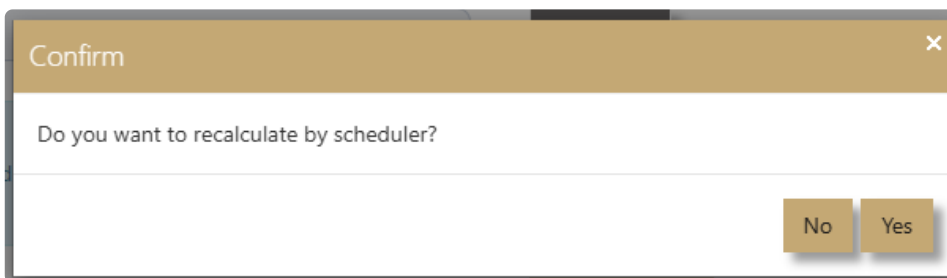 Confirm
Do you want to recalculate by scheduler?
No Yes